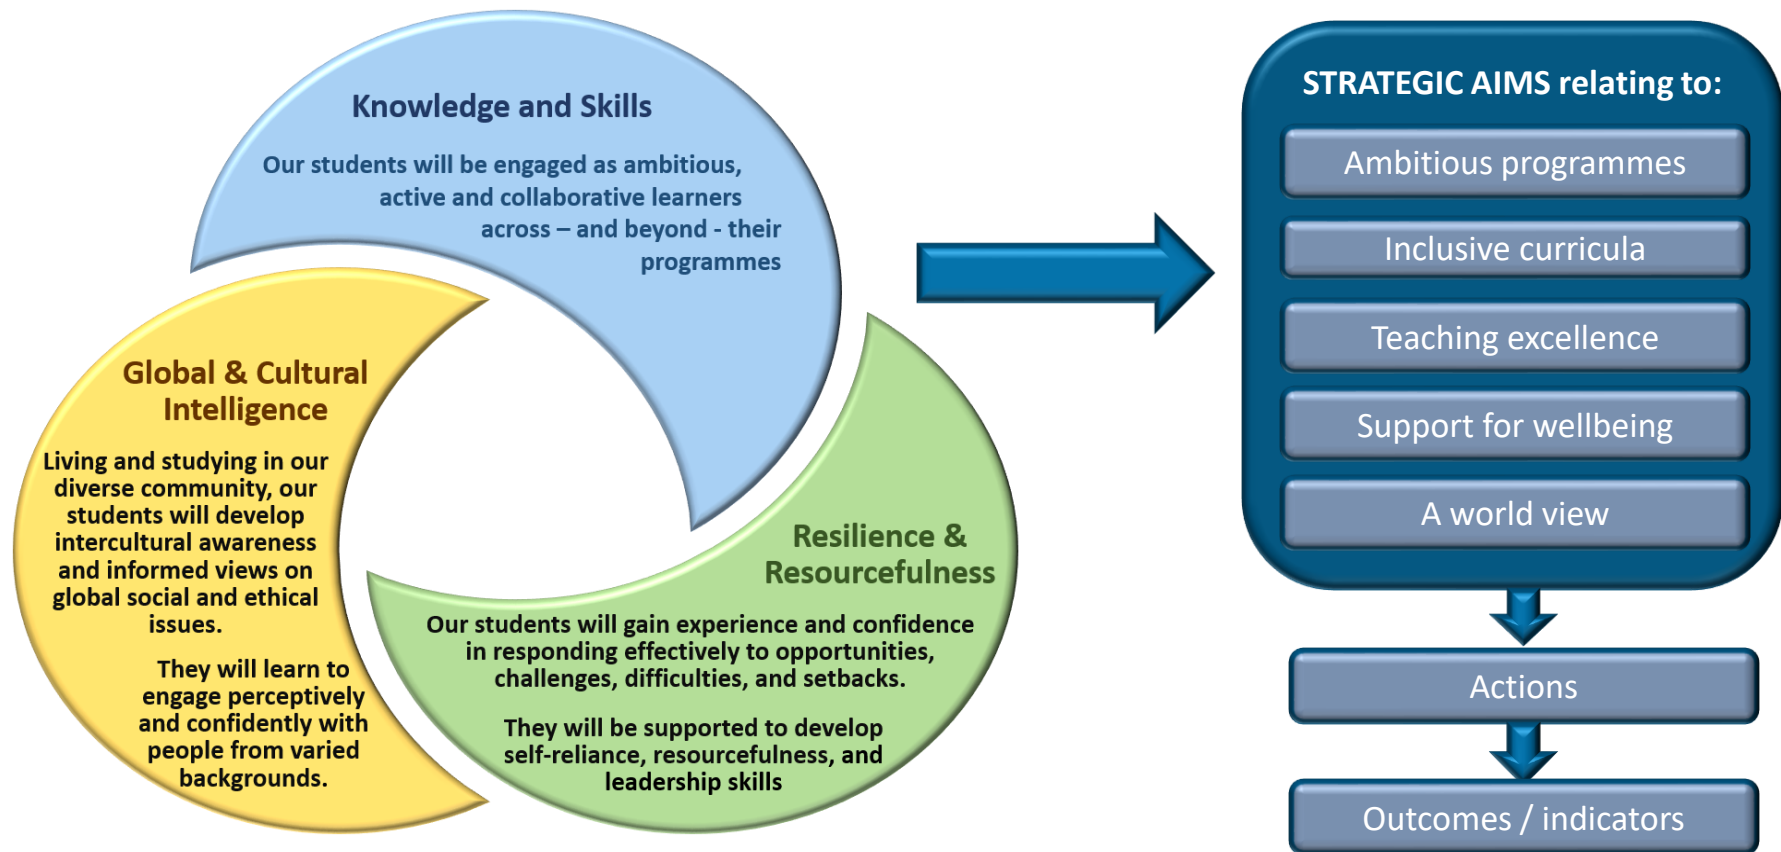 Knowledge and Skills
Our students will be engaged as ambitious,
active and collaborative learners
across – and beyond - their
programmes
Global & Cultural
Intelligence
Living and studying in our
diverse community, our
students will develop
intercultural awareness
and informed views on
global social and ethical
issues.
They will learn to
engage perceptively
and confidently with
people from varied
backgrounds.
Resilience &
Resourcefulness
Our students will gain experience and confidence
in responding effectively to opportunities,
challenges, difficulties, and setbacks.
They will be supported to develop
self-reliance, resourcefulness, and
leadership skills
STRATEGIC AIMS relating to:
Ambitious programmes
Inclusive curricula
Teaching excellence
Support for wellbeing
A world view
Actions
Outcomes / indicators